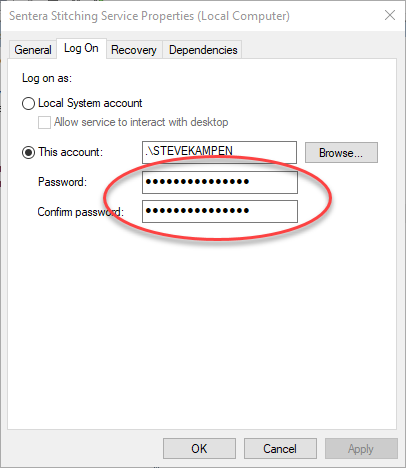 Sentera Stitching Service Properties (Local Computer)
General Log On Recovery Dependencies
Log on as:
Local System account
Allow service to interact with desktop
This account: .\STEVEKAMPEN Browse...
Password: ●●●●●●●●●●●●●●●
Confirm password: ●●●●●●●●●●●●●●●
OK Cancel Apply